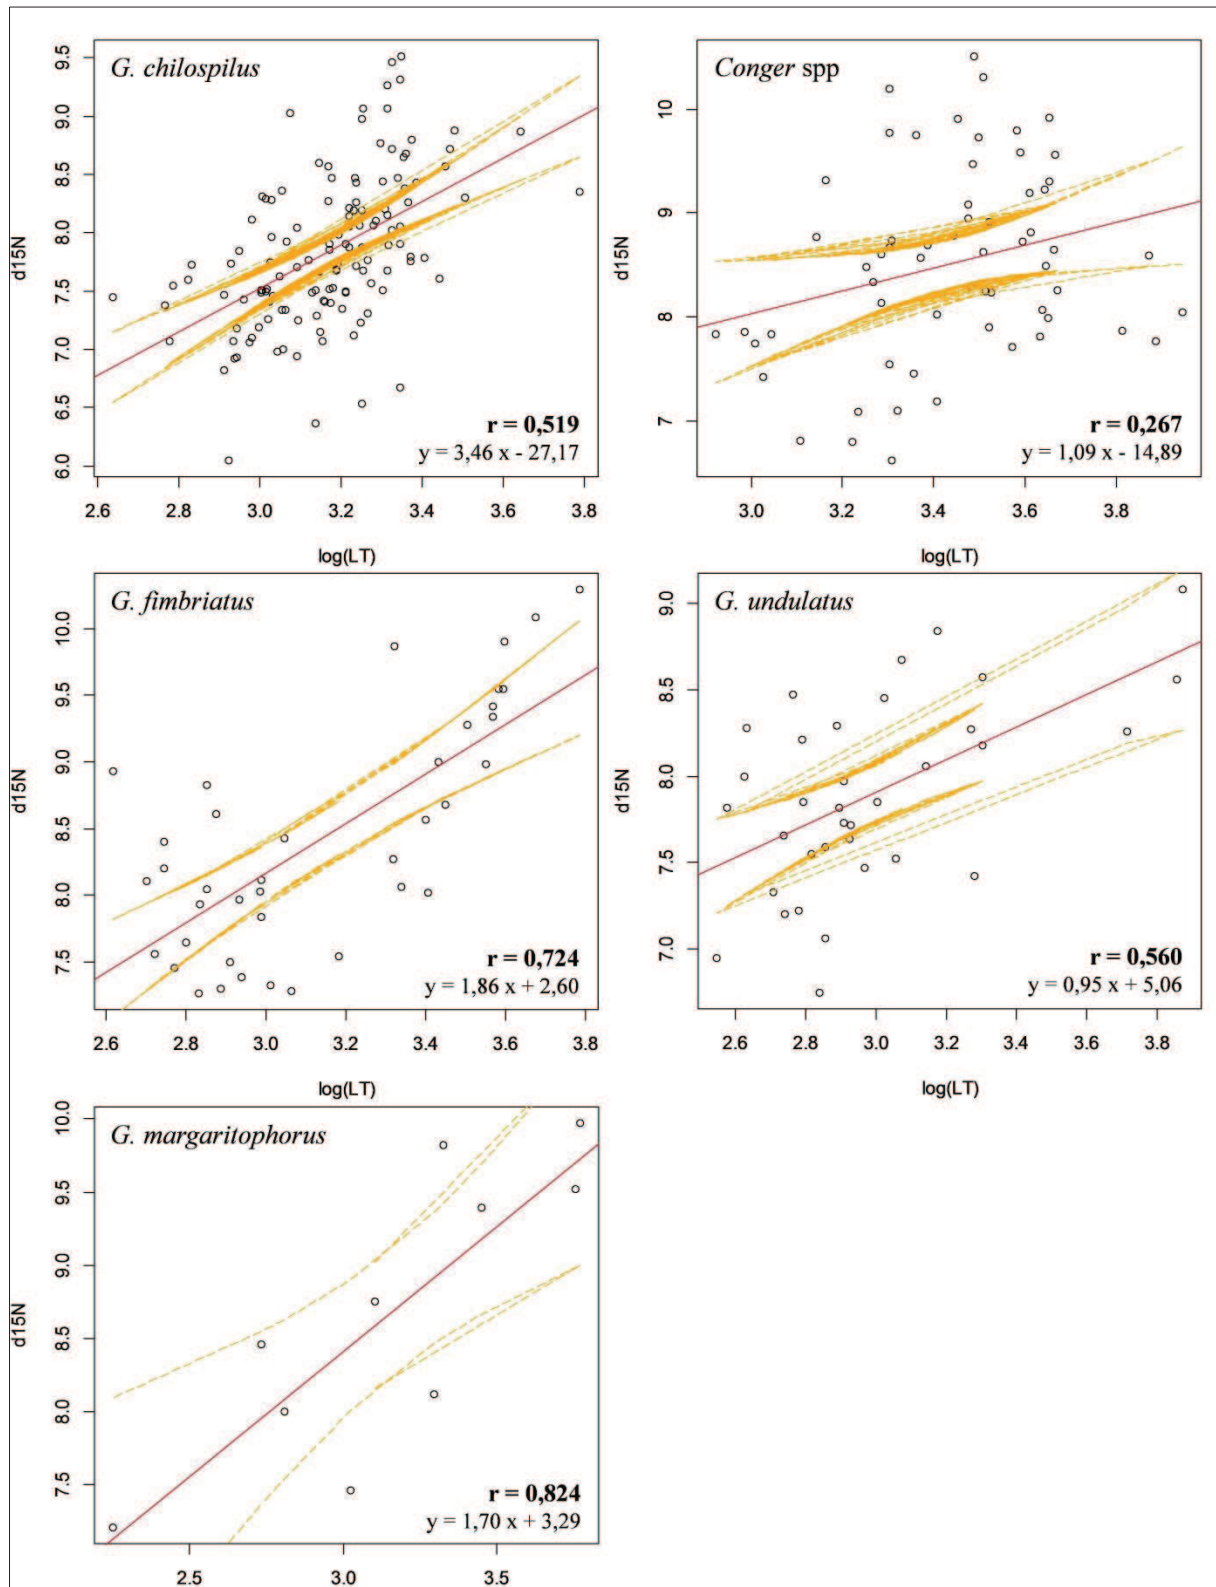 G. chilospilus
9.5
9.0
8.5
8.0
7.5
7.0
6.5
6.0
d15N
r = 0,519
y = 3,46 x - 27,17
2.6 2.8 3.0 3.2 3.4 3.6 3.8
log(LT)
Conger spp
10
9
8
7
d15N
r = 0,267
y = 1,09 x - 14,89
3.0 3.2 3.4 3.6 3.8
log(LT)
G. fimbriatus
10.0
9.5
9.0
8.5
8.0
7.5
d15N
r = 0,724
y = 1,86 x + 2,60
2.6 2.8 3.0 3.2 3.4 3.6 3.8
log(LT)
G. undulatus
9.0
8.5
8.0
7.5
7.0
d15N
r = 0,560
y = 0,95 x + 5,06
2.6 2.8 3.0 3.2 3.4 3.6 3.8
log(LT)
G. margaritophorus
10.0
9.5
9.0
8.5
8.0
7.5
d15N
r = 0,824
y = 1,70 x + 3,29
2.5 3.0 3.5